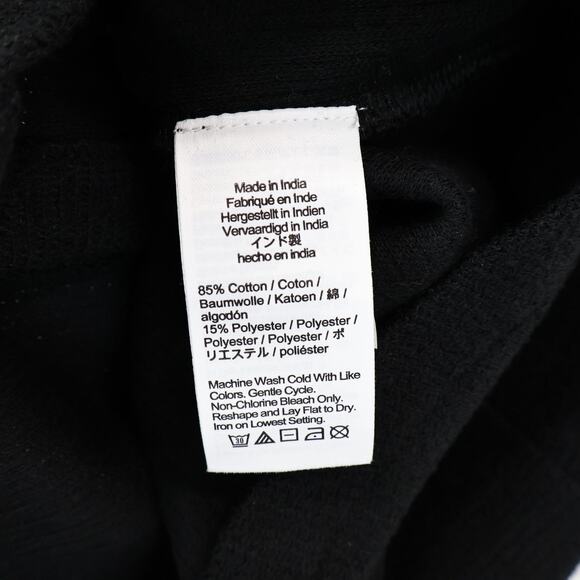 Made in India
Fabriqué en Inde
Hergestellt in Indien
Vervaardigd in India
インド製
hecho en india
85% Cotton / Coton /
Baumwolle / Katoen / 綿 /
algodón
15% Polyester / Polyester /
Polyester / Polyester / ポ
リエステル / poliéster
Machine Wash Cold With Like
Colors. Gentle Cycle.
Non-Chlorine Bleach Only.
Reshape and Lay Flat to Dry.
Iron on Lowest Setting.
30